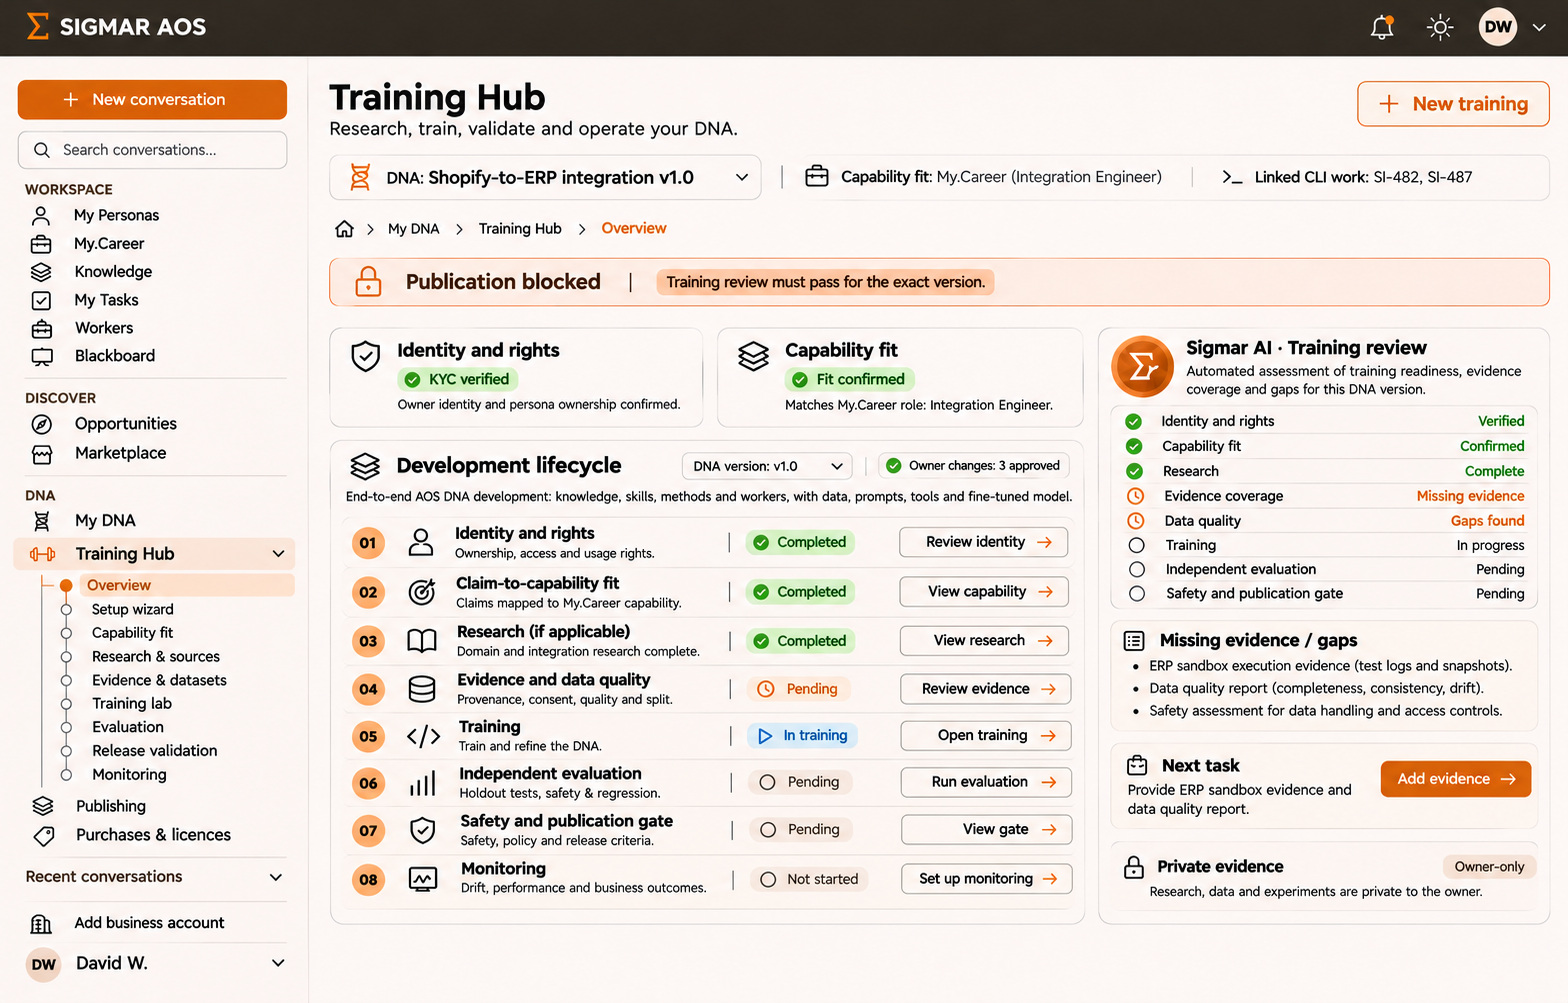 SIGMAR AOS
DW
New conversation
Search conversations...
WORKSPACE
My Personas
My.Career
Knowledge
My Tasks
Workers
Blackboard
DISCOVER
Opportunities
Marketplace
DNA
My DNA
Training Hub
Overview
Setup wizard
Capability fit
Research & sources
Evidence & datasets
Training lab
Evaluation
Release validation
Monitoring
Publishing
Purchases & licences
Recent conversations
Add business account
DW David W.
Training Hub
Research, train, validate and operate your DNA.
New training
DNA: Shopify-to-ERP integration v1.0
Capability fit: My.Career (Integration Engineer)
Linked CLI work: SI-482, SI-487
My DNA > Training Hub > Overview
Publication blocked
Training review must pass for the exact version.
Identity and rights
KYC verified
Owner identity and persona ownership confirmed.
Capability fit
Fit confirmed
Matches My.Career role: Integration Engineer.
Development lifecycle
DNA version: v1.0
Owner changes: 3 approved
End-to-end AOS DNA development: knowledge, skills, methods and workers, with data, prompts, tools and fine-tuned model.
01
Identity and rights
Ownership, access and usage rights.
Completed
Review identity
02
Claim-to-capability fit
Claims mapped to My.Career capability.
Completed
View capability
03
Research (if applicable)
Domain and integration research complete.
Completed
View research
04
Evidence and data quality
Provenance, consent, quality and split.
Pending
Review evidence
05
Training
Train and refine the DNA.
In training
Open training
06
Independent evaluation
Holdout tests, safety & regression.
Pending
Run evaluation
07
Safety and publication gate
Safety, policy and release criteria.
Pending
View gate
08
Monitoring
Drift, performance and business outcomes.
Not started
Set up monitoring
Sigmar AI · Training review
Automated assessment of training readiness, evidence
coverage and gaps for this DNA version.
Identity and rights Verified
Capability fit Confirmed
Research Complete
Evidence coverage Missing evidence
Data quality Gaps found
Training In progress
Independent evaluation Pending
Safety and publication gate Pending
Missing evidence / gaps
• ERP sandbox execution evidence (test logs and snapshots).
• Data quality report (completeness, consistency, drift).
• Safety assessment for data handling and access controls.
Next task
Provide ERP sandbox evidence and
data quality report.
Add evidence
Private evidence
Owner-only
Research, data and experiments are private to the owner.